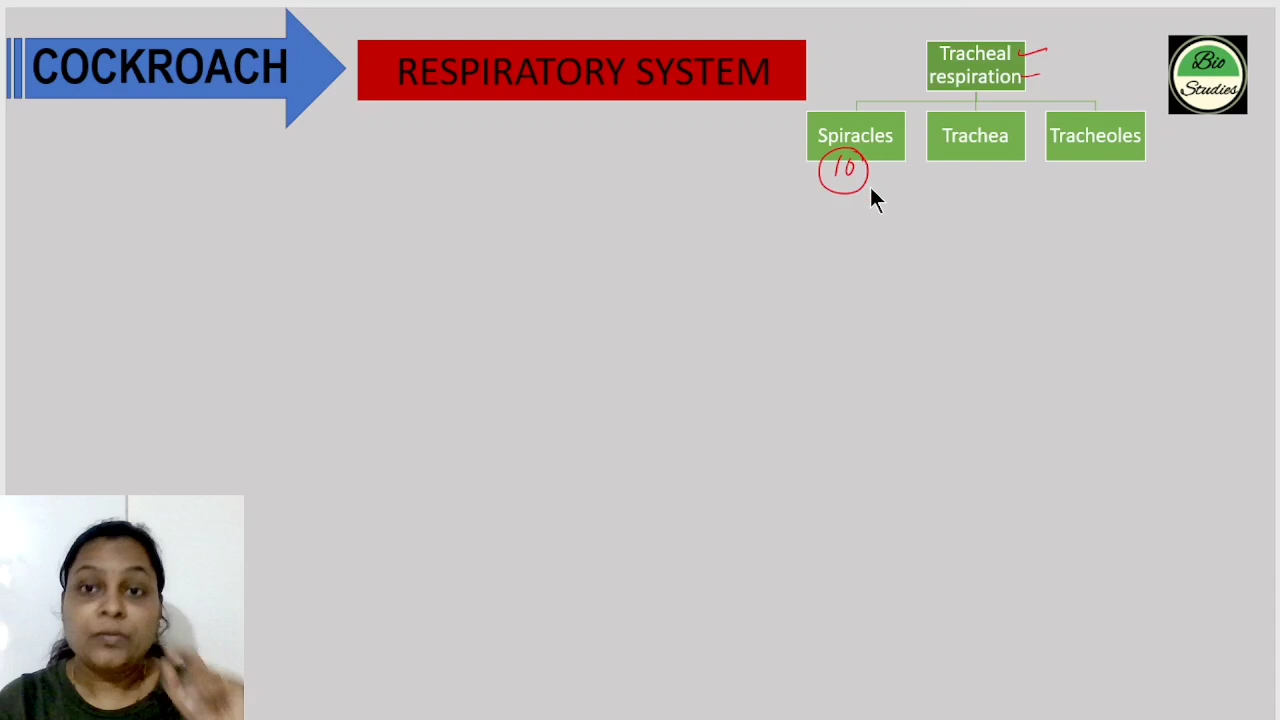 COCKROACH
RESPIRATORY SYSTEM
Tracheal
respiration
Bio
Studies
Spiracles
Trachea
Tracheoles
10